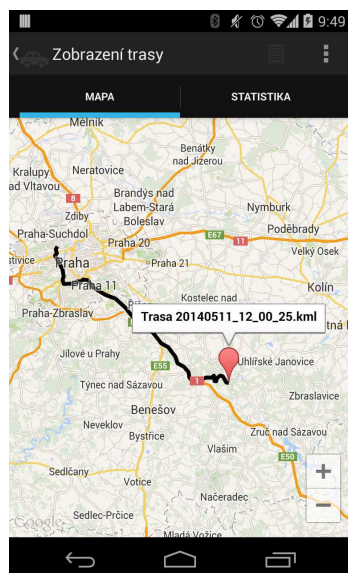 9:49
Zobrazení trasy
MAPA
STATISTIKA
Mělník
Benátky
nad Jizerou
Kralupy
nad Vltavou
Neratovice
8
Brandýs nad
Labem-Stará
Boleslav
Nymburk
Zdiby
Poděbrady
Praha-Suchdol
Praha 20
E67
11
Velký Osek
Praha
Praha 21
Praha 11
Kolín
Kostelec nad
Praha-Zbraslav
Trasa 20140511_12_00_25.kml
Jílové u Prahy
E55
Uhlířské Janovice
1
Týnec nad Sázavou
Zbraslavice
Benešov
Neveklov
Bystřice
Zruč nad Sázavou
Vlašim
E50
Sedlčany
Votice
Načeradec
Google
Sedlec-Prčice
Mladá Vožice
+
−